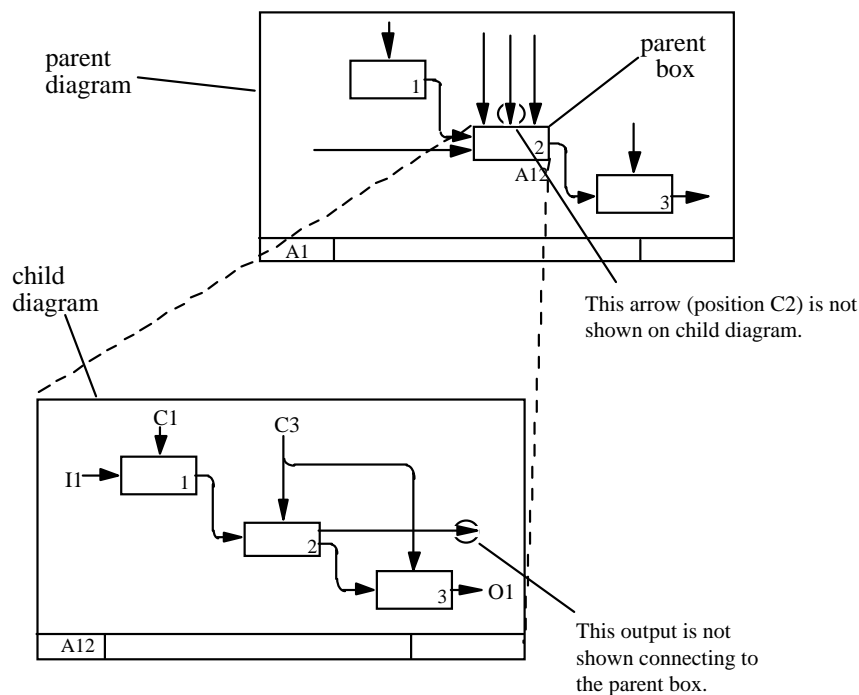 parent
diagram
parent
box
1
2
A12
3
A1
child
diagram
This arrow (position C2) is not
shown on child diagram.
C1
C3
I1
1
2
3
O1
A12
This output is not
shown connecting to
the parent box.